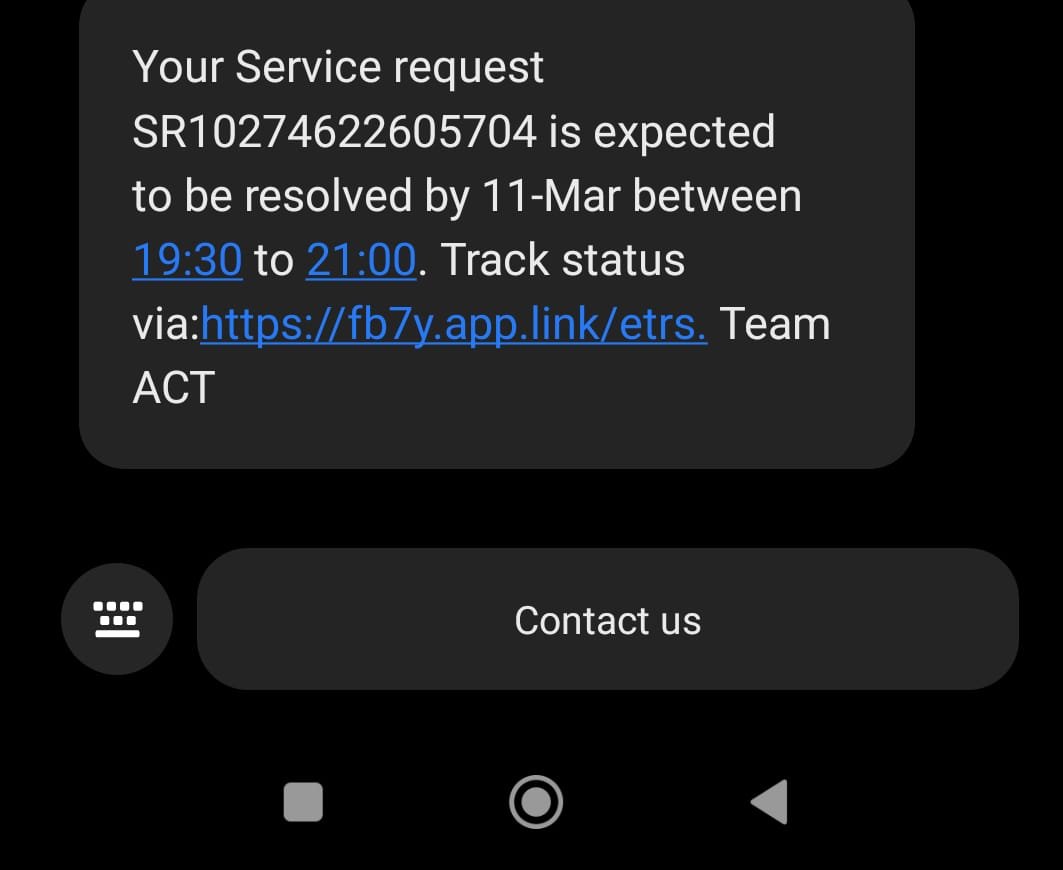 Your Service request
SR10274622605704 is expected
to be resolved by 11-Mar between
19:30 to 21:00. Track status
via:https://fb7y.app.link/etrs. Team
ACT
Contact us